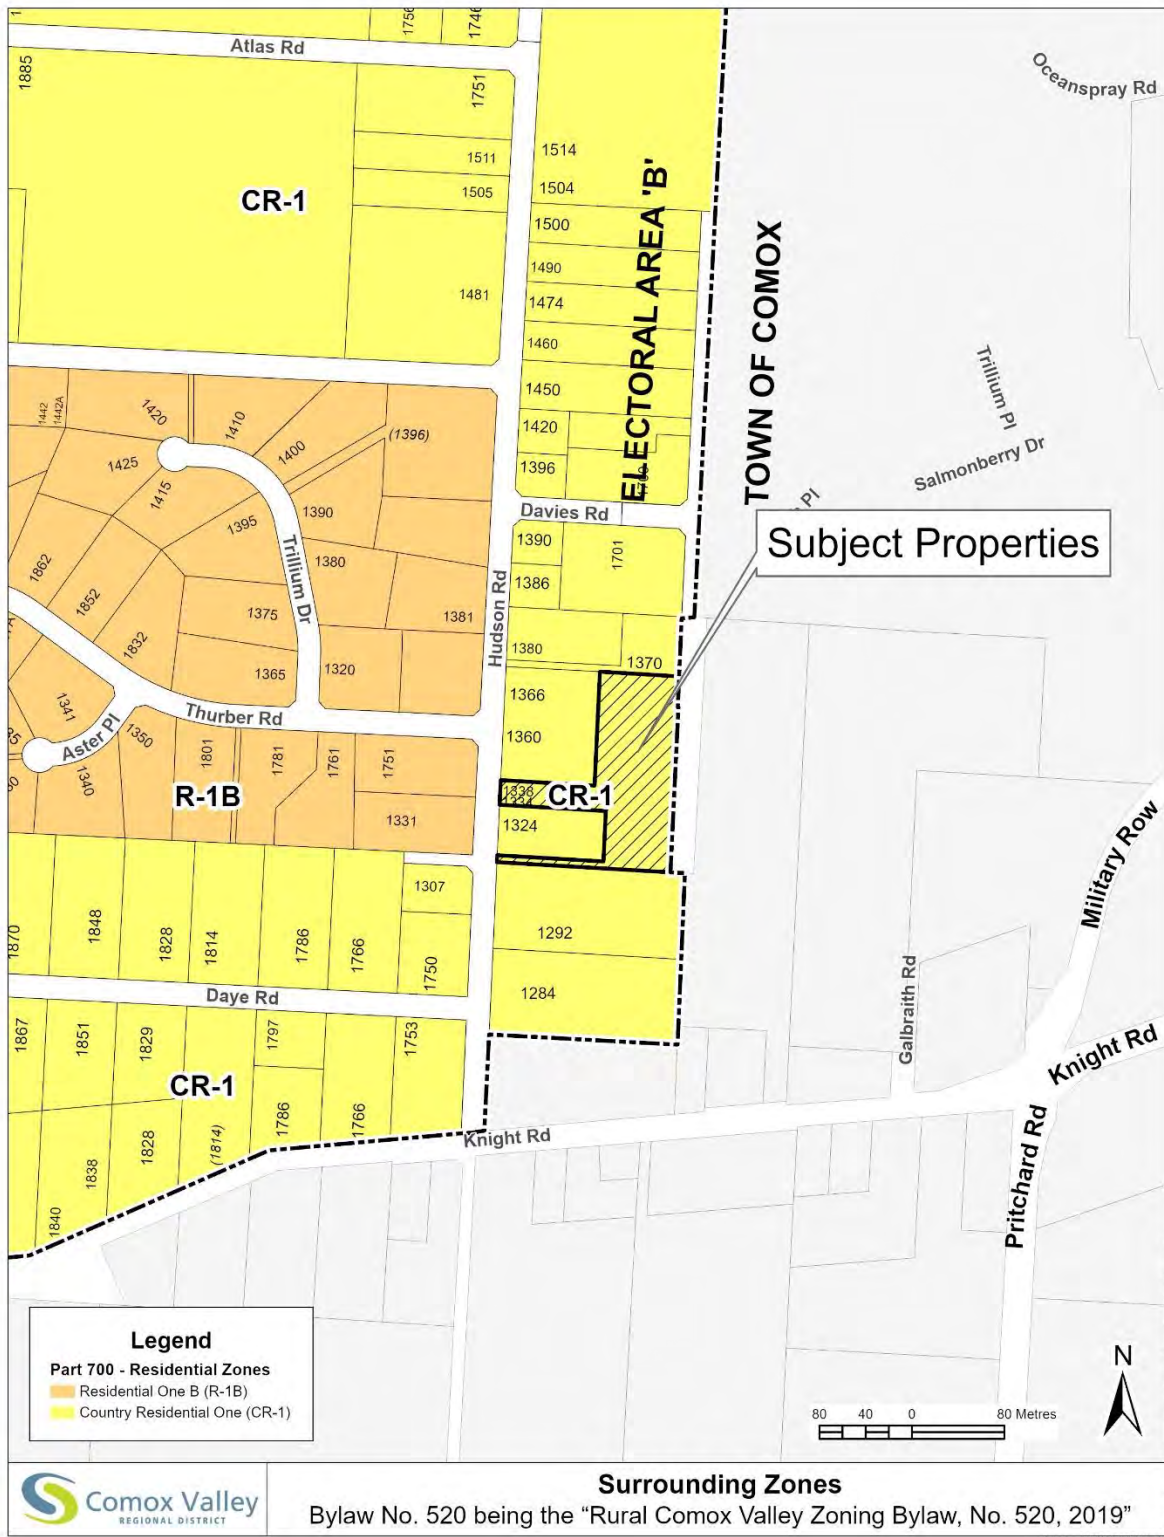 1756
1746
Atlas Rd
Oceanspray Rd
1885
1751
1511
1514
1505
1504
CR-1
1500
ELECTORAL AREA 'B'
TOWN OF COMOX
1490
1481
1474
1460
1450
Trillium Pl
1442
1442A
1420
1410
1420
(1396)
1400
1425
1396
Salmonberry Dr
1415
1390
Davies Rd
Pl
1395
1390
1701
Subject Properties
1862
Trillium Dr
1380
1386
Hudson Rd
1852
1375
1381
1832
1380
1370
1365
1320
1366
1341
Thurber Rd
1360
Aster Pl
1350
1801
1781
1761
1751
1340
R-1B
1338
1334
CR-1
1331
1324
Military Row
1307
1870
1848
1828
1814
1786
1766
1750
1292
1284
Daye Rd
Galbraith Rd
1867
1851
1829
1797
1753
Knight Rd
CR-1
1786
1766
Knight Rd
1828
(1814)
1838
1840
Pritchard Rd
Legend
Part 700 - Residential Zones
Residential One B (R-1B)
Country Residential One (CR-1)
N
80 40 0 80 Metres
Comox Valley
REGIONAL DISTRICT
Surrounding Zones
Bylaw No. 520 being the “Rural Comox Valley Zoning Bylaw, No. 520, 2019”